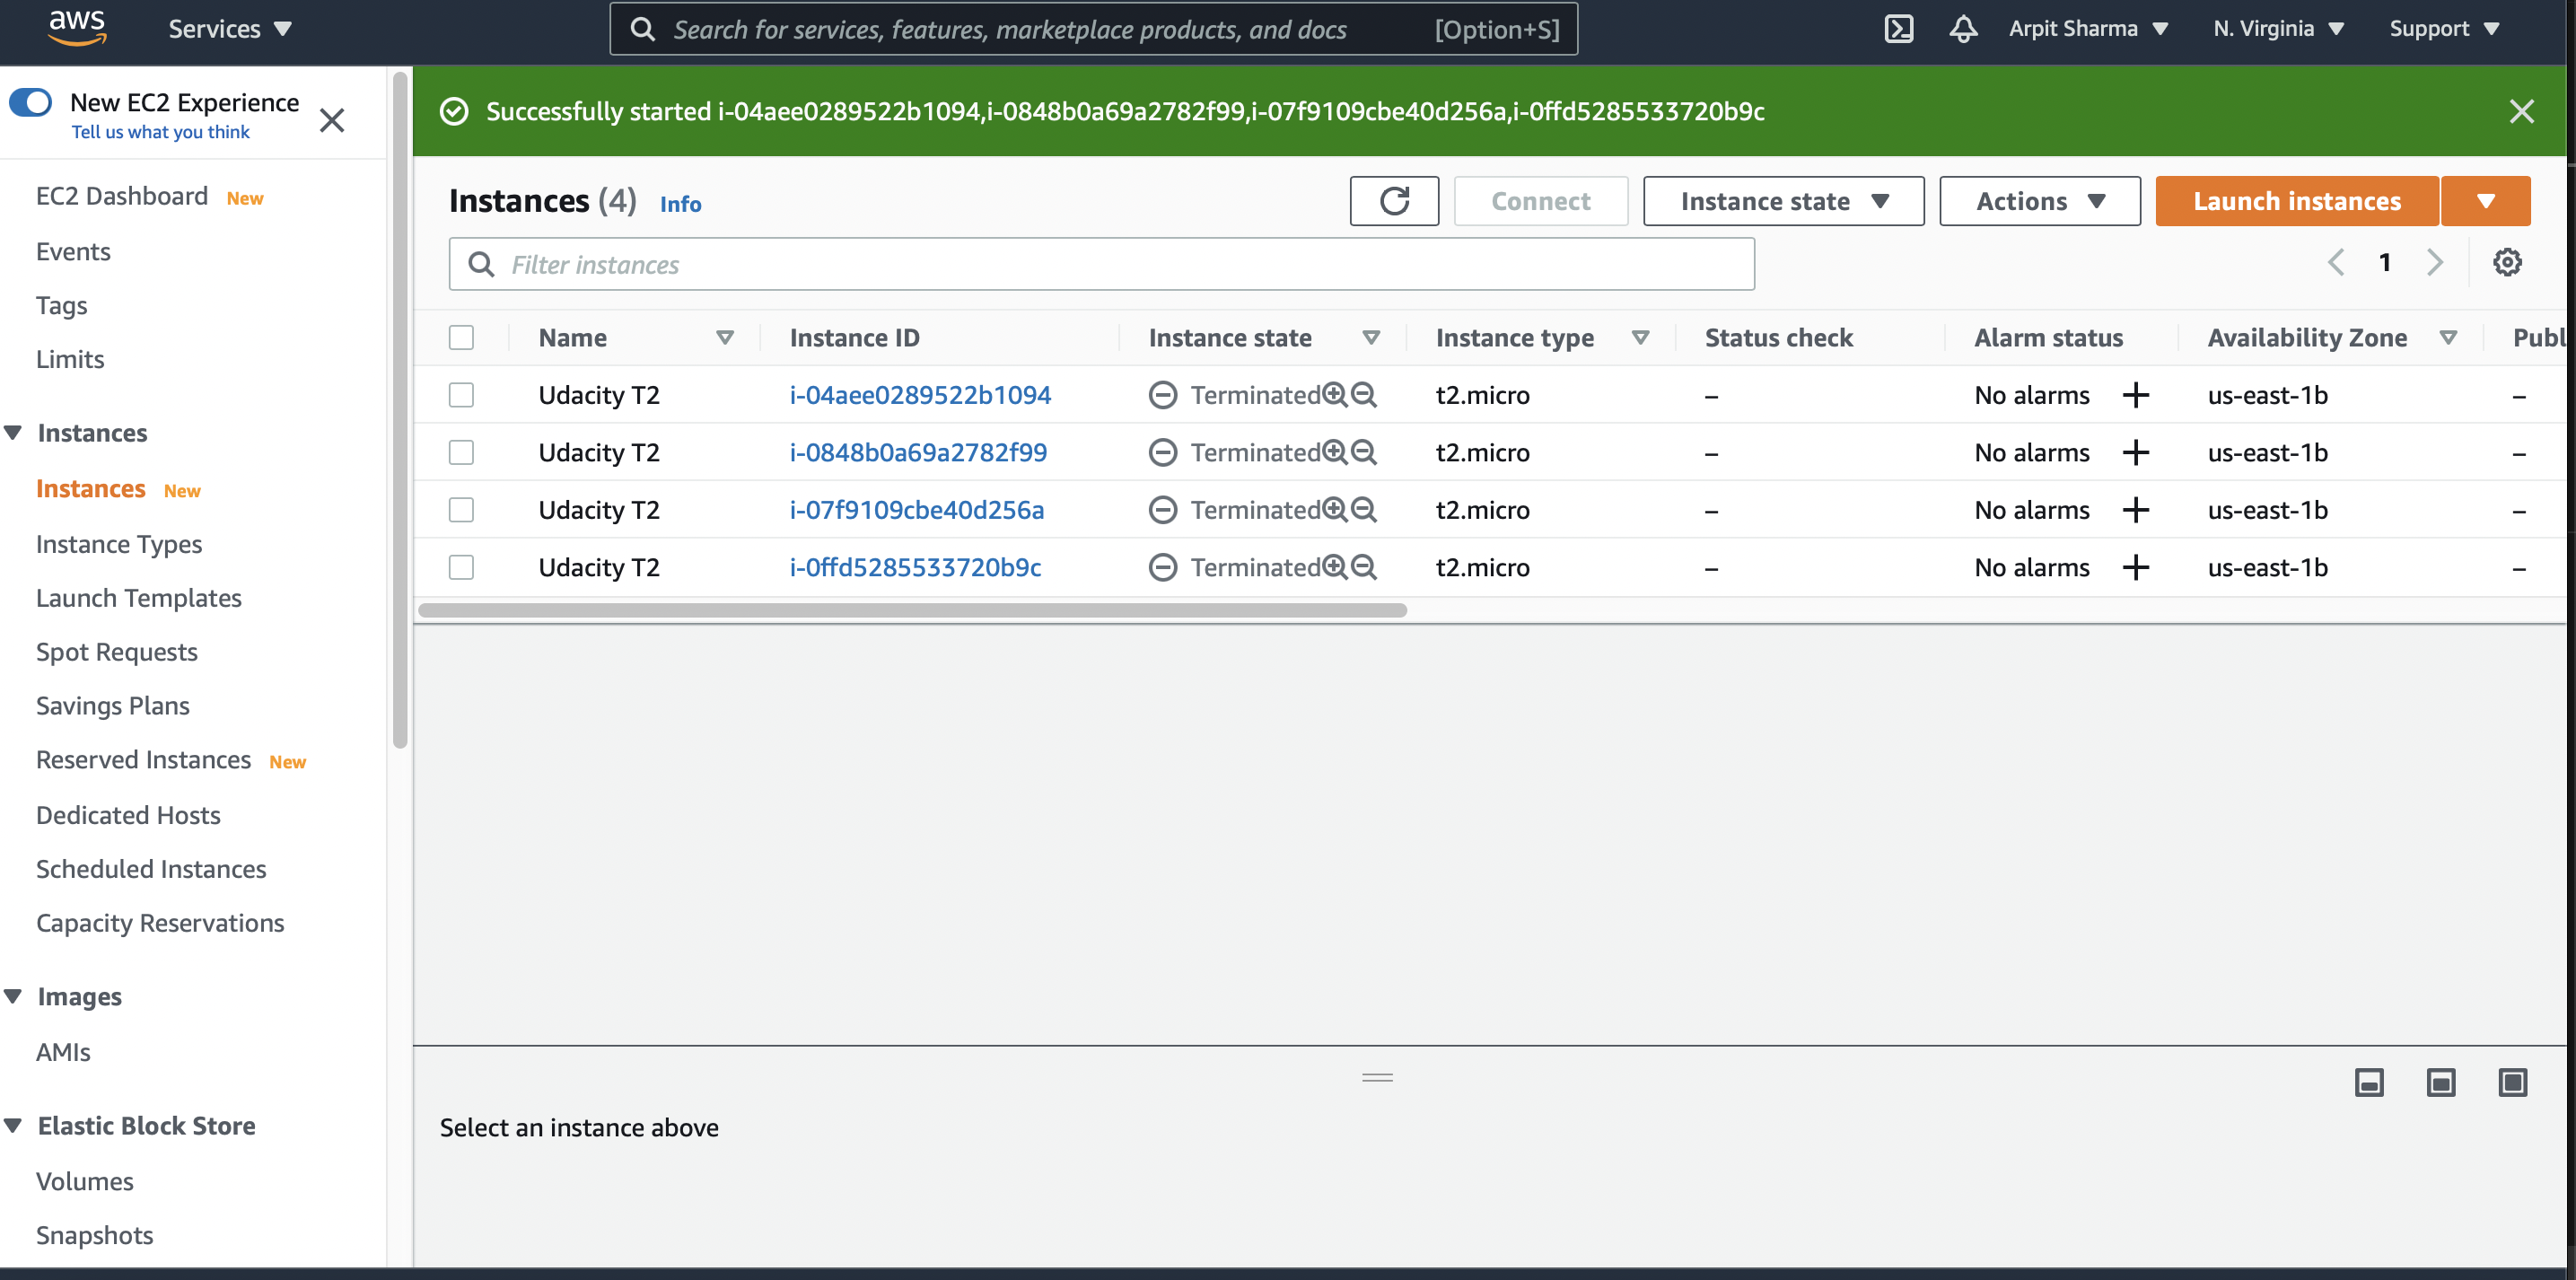 aws Services Search for services, features, marketplace products, and docs [Option+S] Arpit Sharma N. Virginia Support
New EC2 Experience
Tell us what you think
EC2 Dashboard New
Events
Tags
Limits
Instances
Instances New
Instance Types
Launch Templates
Spot Requests
Savings Plans
Reserved Instances New
Dedicated Hosts
Scheduled Instances
Capacity Reservations
Images
AMIs
Elastic Block Store
Volumes
Snapshots
Successfully started i-04aee0289522b1094,i-0848b0a69a2782f99,i-07f9109cbe40d256a,i-0ffd5285533720b9c
Instances (4) Info Connect Instance state Actions Launch instances
Filter instances 1
Name Instance ID Instance state Instance type Status check Alarm status Availability Zone Publ
Udacity T2 i-04aee0289522b1094 Terminated t2.micro – No alarms + us-east-1b –
Udacity T2 i-0848b0a69a2782f99 Terminated t2.micro – No alarms + us-east-1b –
Udacity T2 i-07f9109cbe40d256a Terminated t2.micro – No alarms + us-east-1b –
Udacity T2 i-0ffd5285533720b9c Terminated t2.micro – No alarms + us-east-1b –
Select an instance above